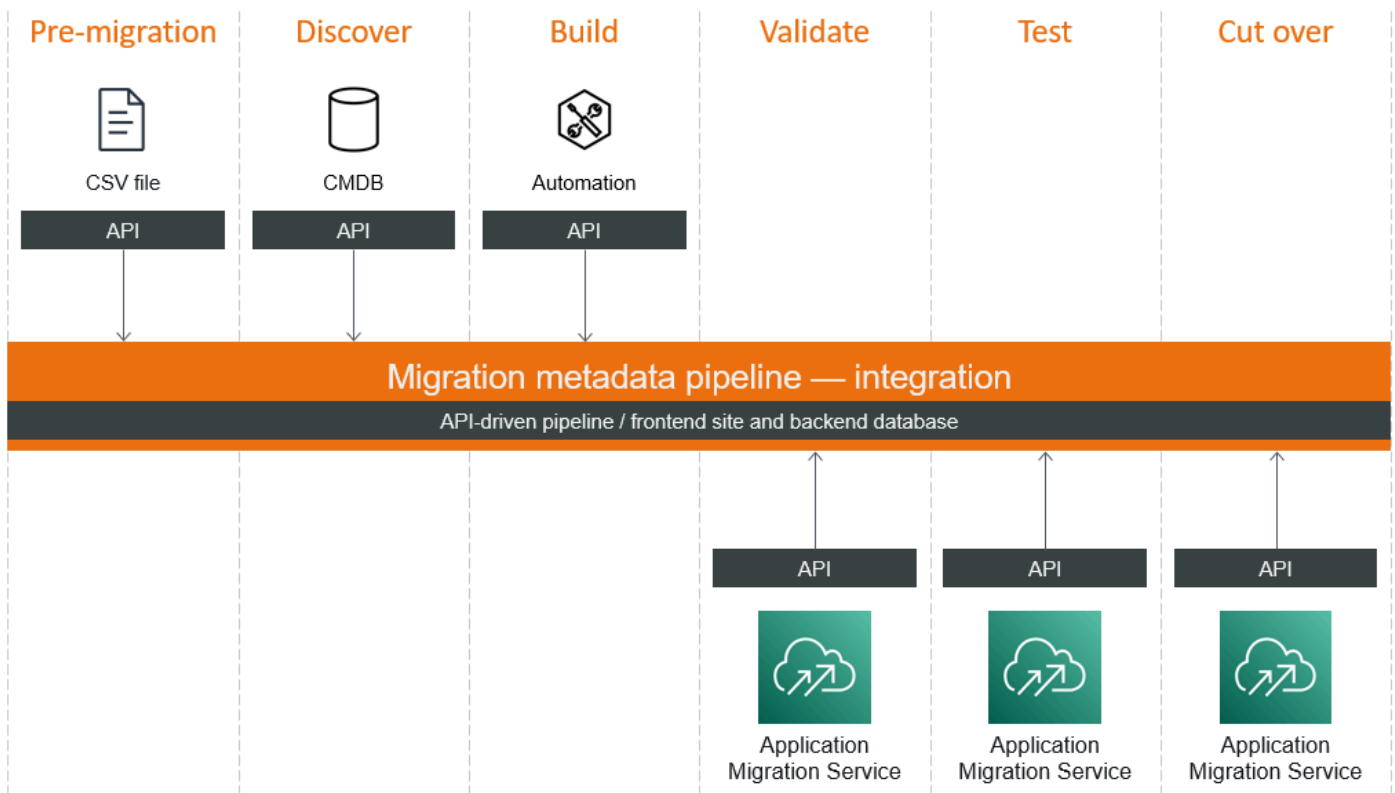 Pre-migration
Discover
Build
Validate
Test
Cut over
CSV file
CMDB
Automation
API
API
API
Migration metadata pipeline — integration
API-driven pipeline / frontend site and backend database
API
API
API
Application
Migration Service
Application
Migration Service
Application
Migration Service